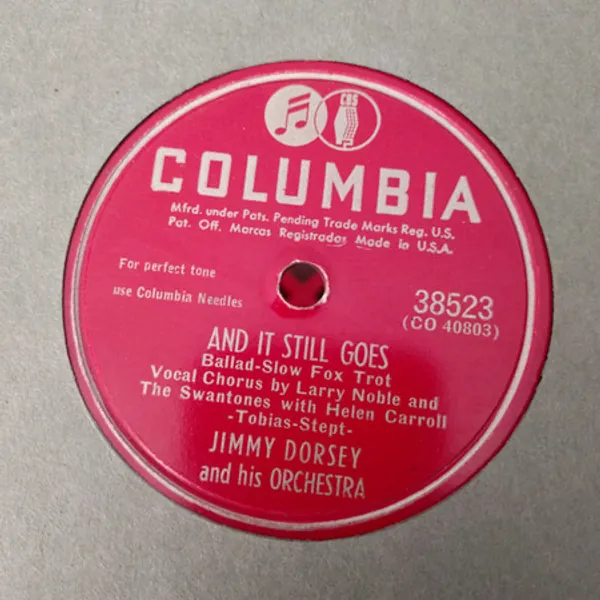 CBS
COLUMBIA
Mfrd. under Pats. Pending Trade Marks Reg. U.S.
Pat. Off. Marcas Registradas Made in U.S.A.
For perfect tone
use Columbia Needles
38523
(CO 40803)
AND IT STILL GOES
Ballad-Slow Fox Trot
Vocal Chorus by Larry Noble and
The Swantones with Helen Carroll
-Tobias-Stept-
JIMMY DORSEY
and his ORCHESTRA